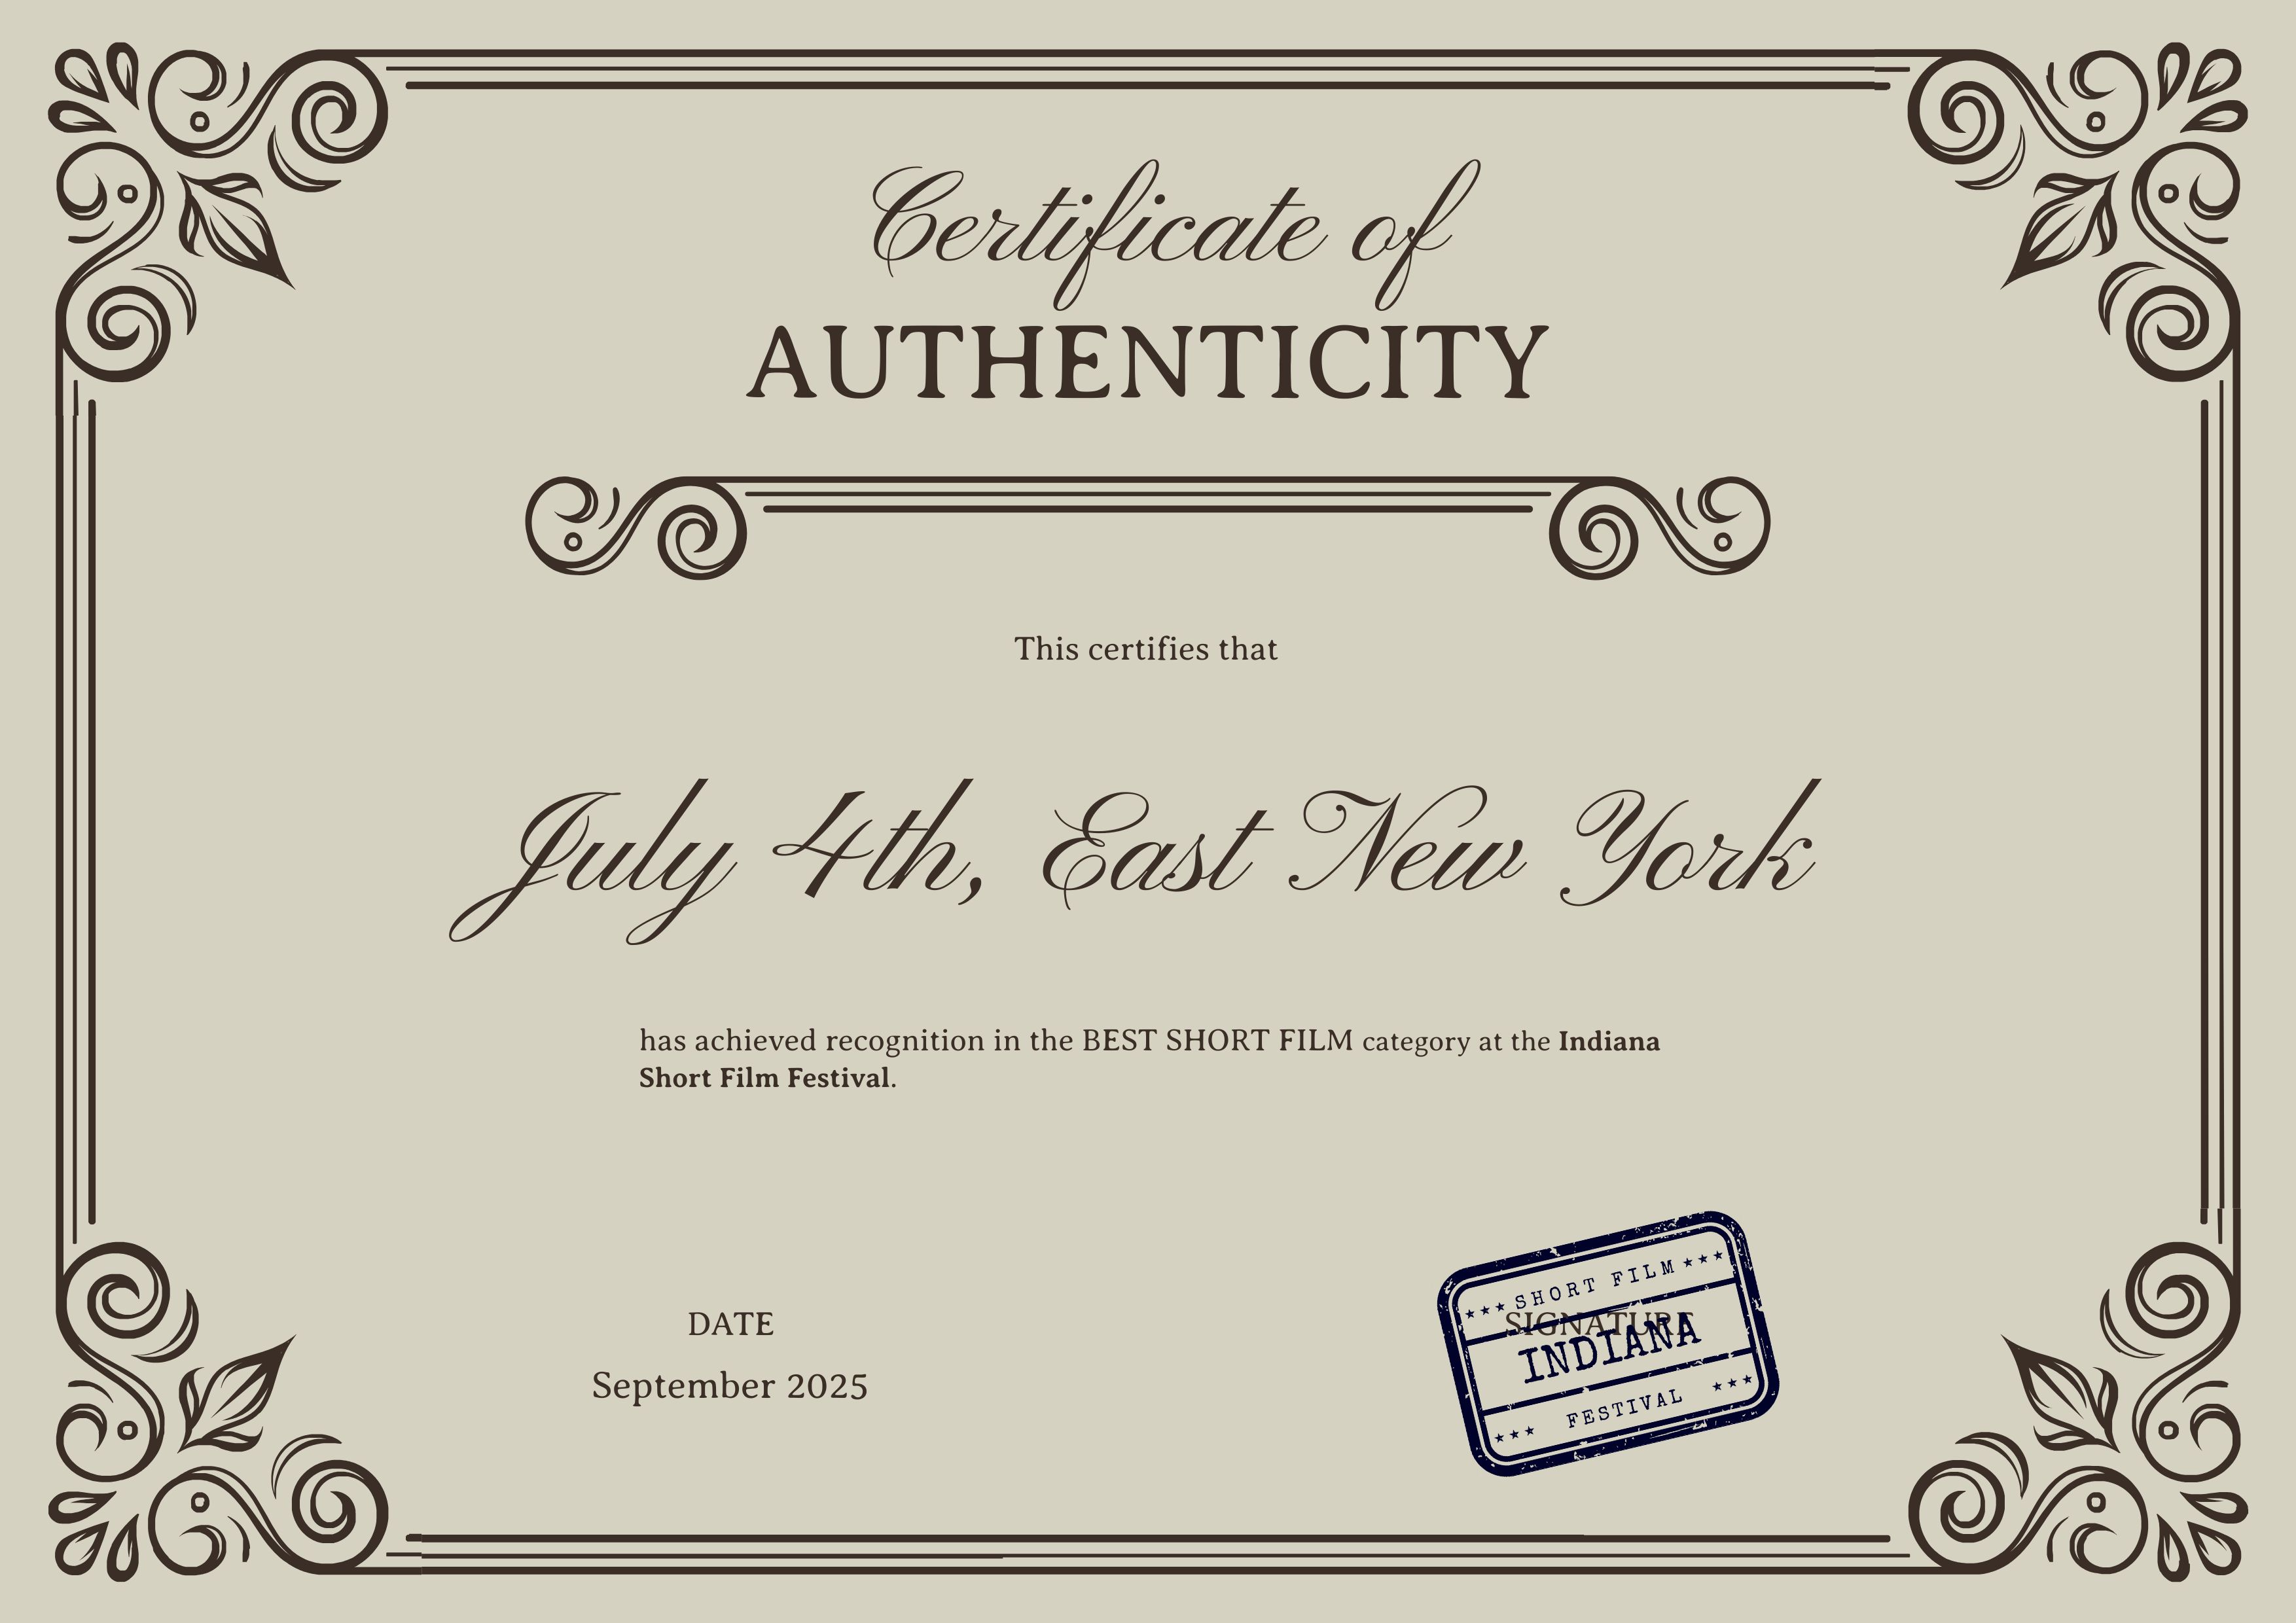 Certificate of
AUTHENTICITY
This certifies that
July 4th, East New York
has achieved recognition in the BEST SHORT FILM category at the Indiana
Short Film Festival.
DATE
September 2025
SIGNATURE
★★★ SHORT FILM ★★★
INDIANA
★★★ FESTIVAL ★★★